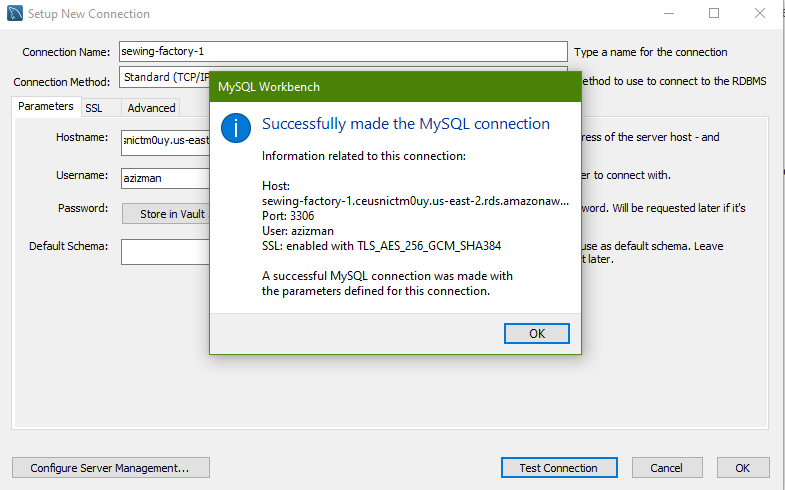 Setup New Connection
Connection Name: sewing-factory-1 Type a name for the connection
Connection Method: Standard (TCP/IP method to use to connect to the RDBMS
Parameters SSL Advanced
MySQL Workbench
Successfully made the MySQL connection
Information related to this connection:
Host:
sewing-factory-1.ceusnictm0uy.us-east-2.rds.amazonaw...
Port: 3306
User: azizman
SSL: enabled with TLS_AES_256_GCM_SHA384
A successful MySQL connection was made with
the parameters defined for this connection.
OK
Hostname: snictm0uy.us-east ress of the server host - and
Username: azizman er to connect with.
Password: Store in Vault word. Will be requested later if it's
Default Schema: use as default schema. Leave
t later.
Configure Server Management... Test Connection Cancel OK